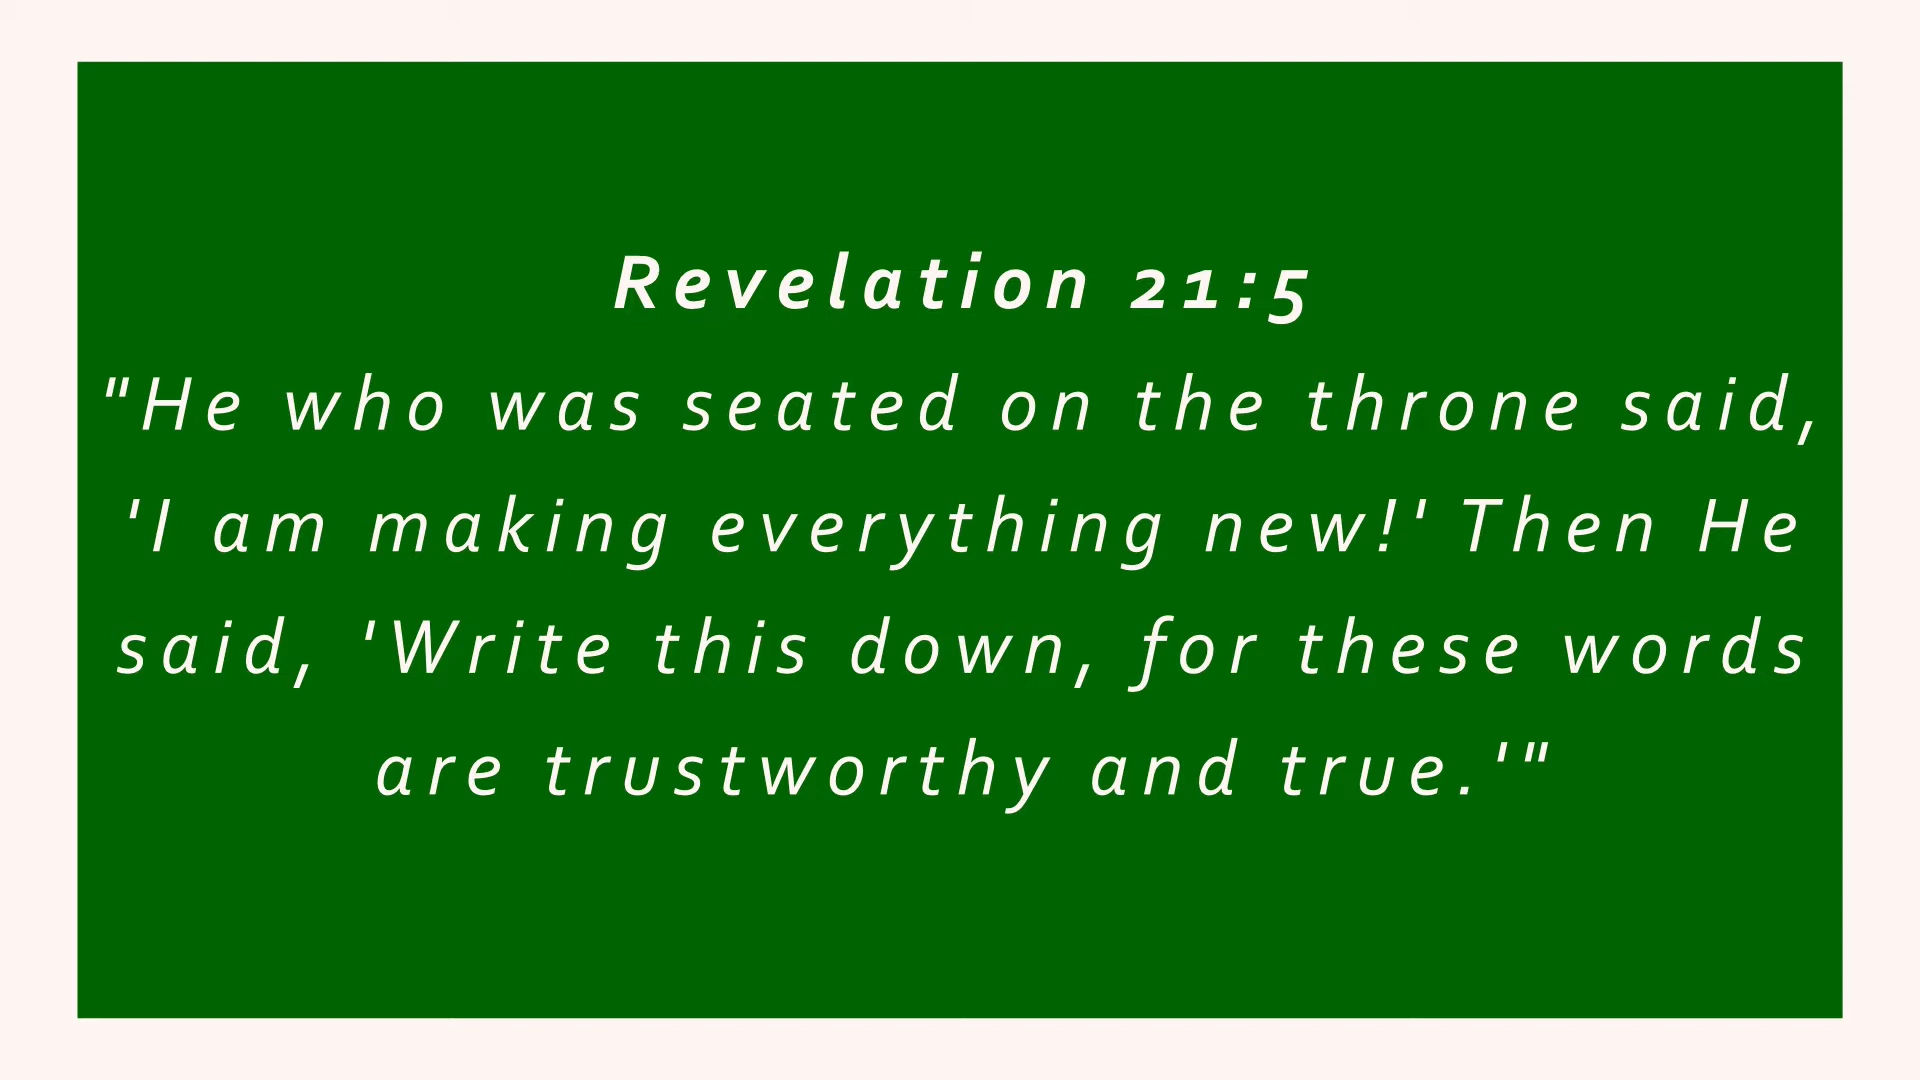 Revelation 21:5
"He who was seated on the throne said,
'I am making everything new!' Then He
said, 'Write this down, for these words
are trustworthy and true.'"